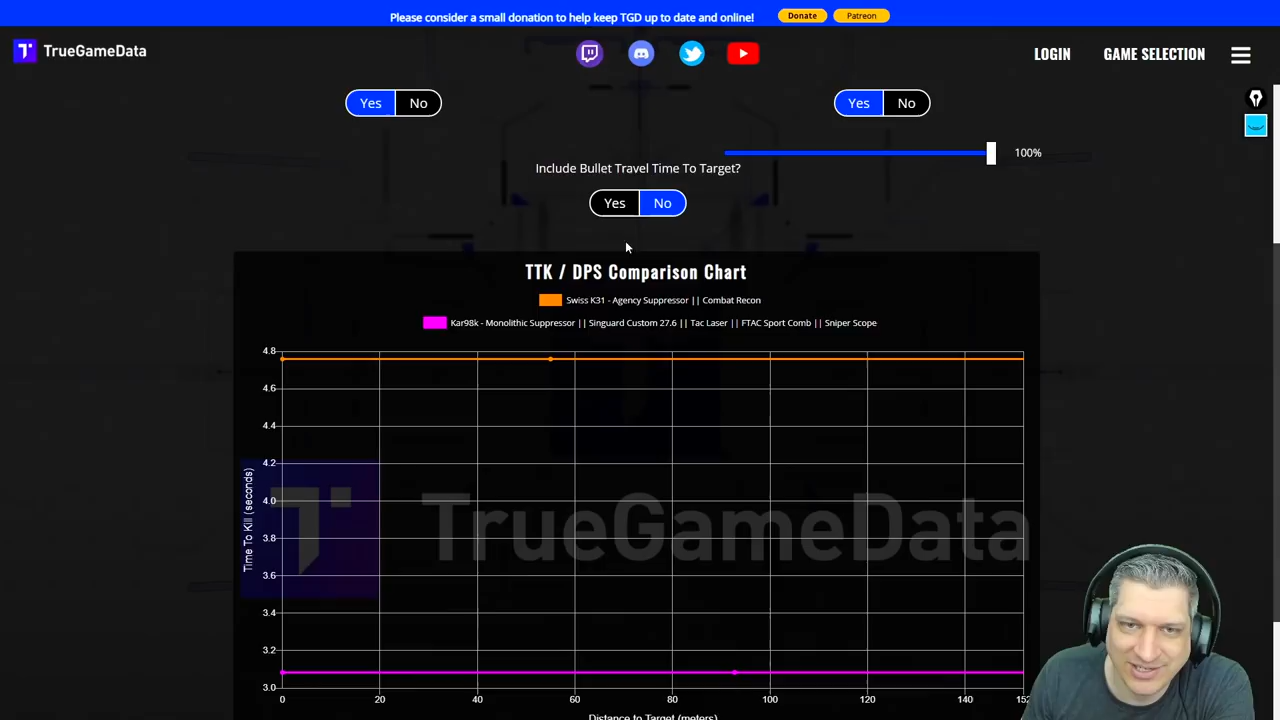 Please consider a small donation to help keep TGD up to date and online! Donate Patreon
TrueGameData
LOGIN GAME SELECTION
Yes No
Yes No
100%
Include Bullet Travel Time To Target?
Yes No
TTK / DPS Comparison Chart
Swiss K31 - Agency Suppressor || Combat Recon
Kar98k - Monolithic Suppressor || Singuard Custom 27.6 || Tac Laser || FTAC Sport Comb || Sniper Scope
4.8
4.6
4.4
4.2
4.0
3.8
3.6
3.4
3.2
3.0
Time To Kill (seconds)
TrueGameData
0 20 40 60 80 100 120 140 152
Distance to Target (meters)